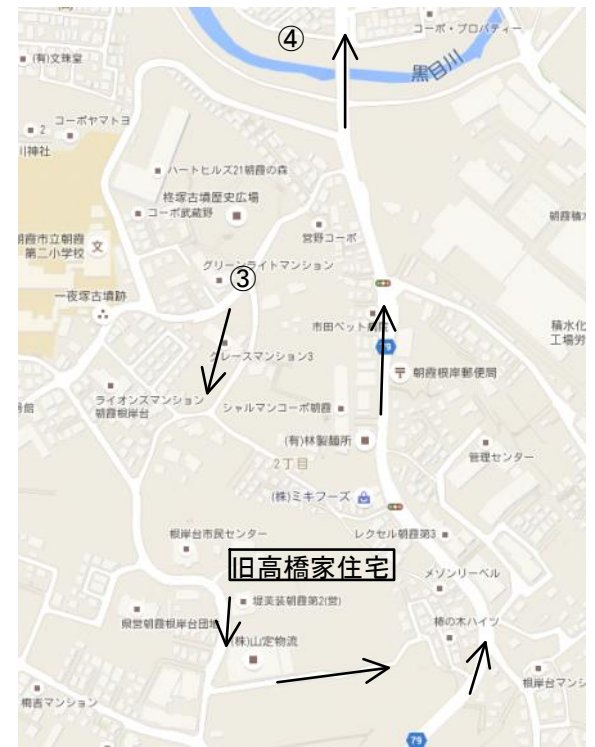 コーポ・プロパティー
④
(有)文珠堂
黒目川
コーポヤマトヨ
2
川神社
ハートヒルズ21朝霞の森
柊塚古墳歴史広場
コーポ武蔵野
朝霞積水
朝霞市立朝霞
第二小学校
文
宮野コーポ
グリーンライトマンション
③
一夜塚古墳跡
市田ペット病院
積水化
工場労
79
グレースマンション3
朝霞根岸郵便局
ライオンズマンション
朝霞根岸台
号館
シャルマンコーポ朝霞
(有)林製麺所
2丁目
管理センター
(株)ミキフーズ
根岸台市民センター
レクセル朝霞第3
旧高橋家住宅
メゾンリーベル
堤美装朝霞第2(営)
県営朝霞根岸台団地
柿の木ハイツ
(株)山定物流
根岸台マンシ
梅吉マンション
79